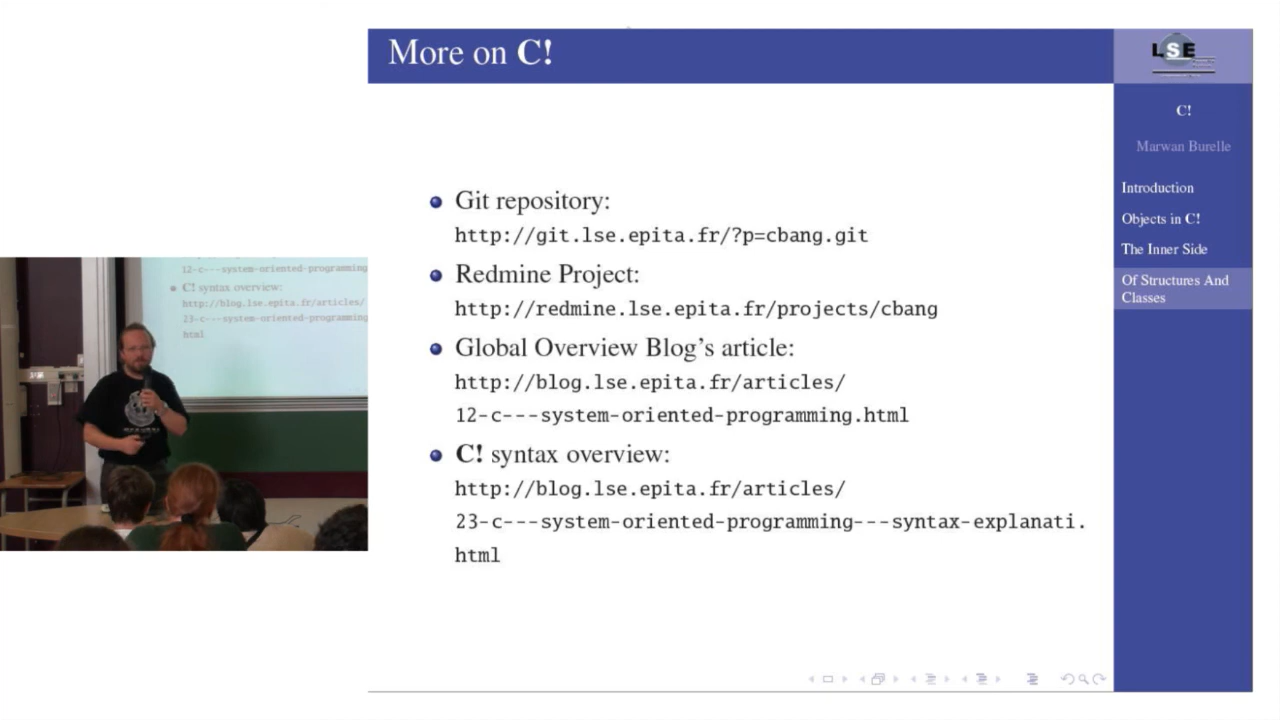 More on C!
LSE
C!
Marwan Burelle
Introduction
Objects in C!
The Inner Side
Of Structures And
Classes
Git repository:
http://git.lse.epita.fr/?p=cbang.git
Redmine Project:
http://redmine.lse.epita.fr/projects/cbang
Global Overview Blog's article:
http://blog.lse.epita.fr/articles/
12-c---system-oriented-programming.html
C! syntax overview:
http://blog.lse.epita.fr/articles/
23-c---system-oriented-programming---syntax-explanati.
html
12-c---system-oriented-programming
C! syntax overview:
http://blog.lse.epita.fr/articles/
23-c---system-oriented-programming
html